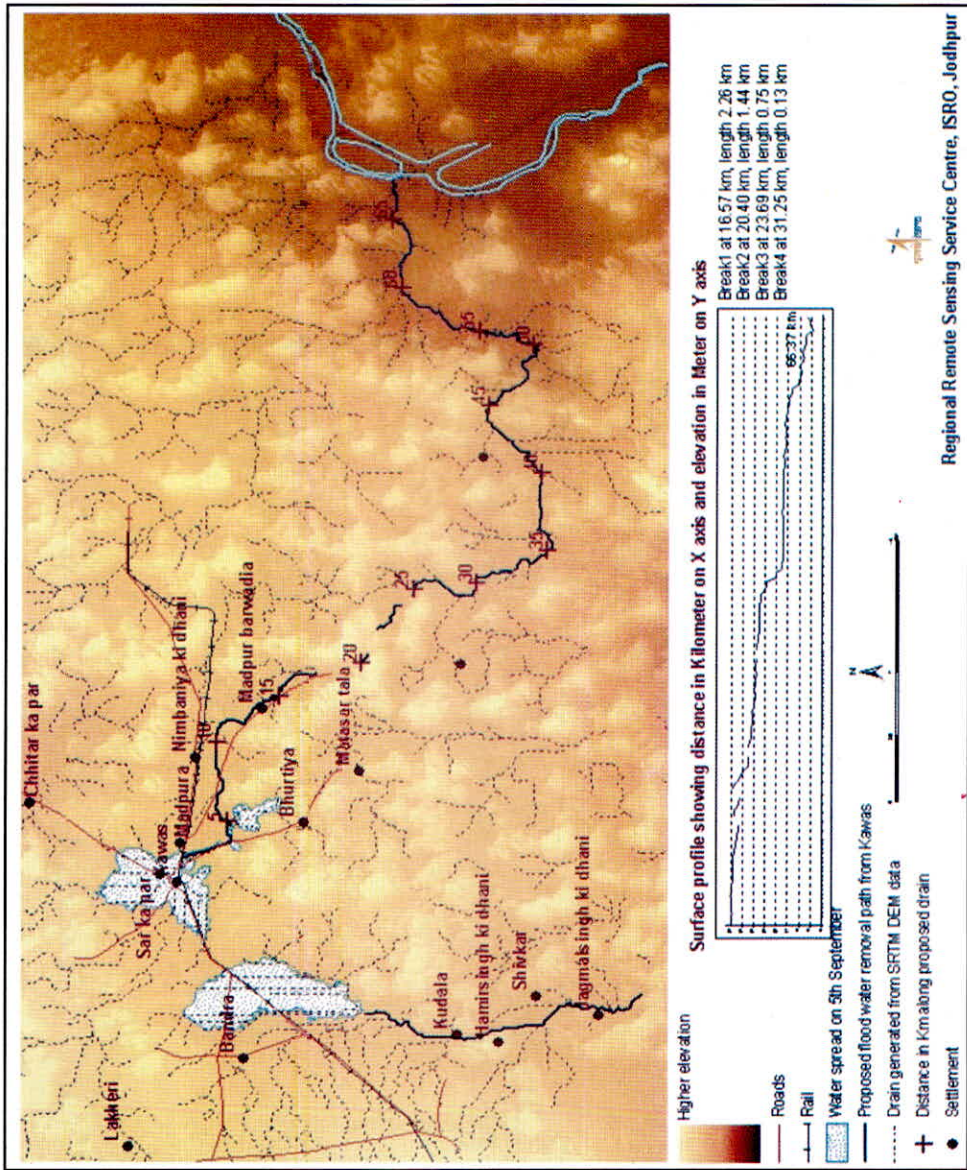 Lakheri
Chhitar ka par
Sar ka par
Kawas
Madpura
Nimbaniya ki dhani
Bandra
5
10
Madpur barwadia
15
Bhurtiya
20
25
30
35
40
45
55
60
65
Kudala
Hamirsingh ki dhani
Shivkar
Jagmalsingh ki dhani
Higher elevation
Roads
Rail
Water spread on 5th September
Proposed flood water removal path from Kawas
Drain generated from SRTM DEM data
Distance in Km along proposed drain
Settlement
Surface profile showing distance in Kilometer on X axis and elevation in Meter on Y axis
66.37 km
Break1 at 16.57 km, length 2.26 km
Break2 at 20.40 km, length 1.44 km
Break3 at 23.69 km, length 0.75 km
Break4 at 31.25 km, length 0.13 km
N
Regional Remote Sensing Service Centre, ISRO, Jodhpur